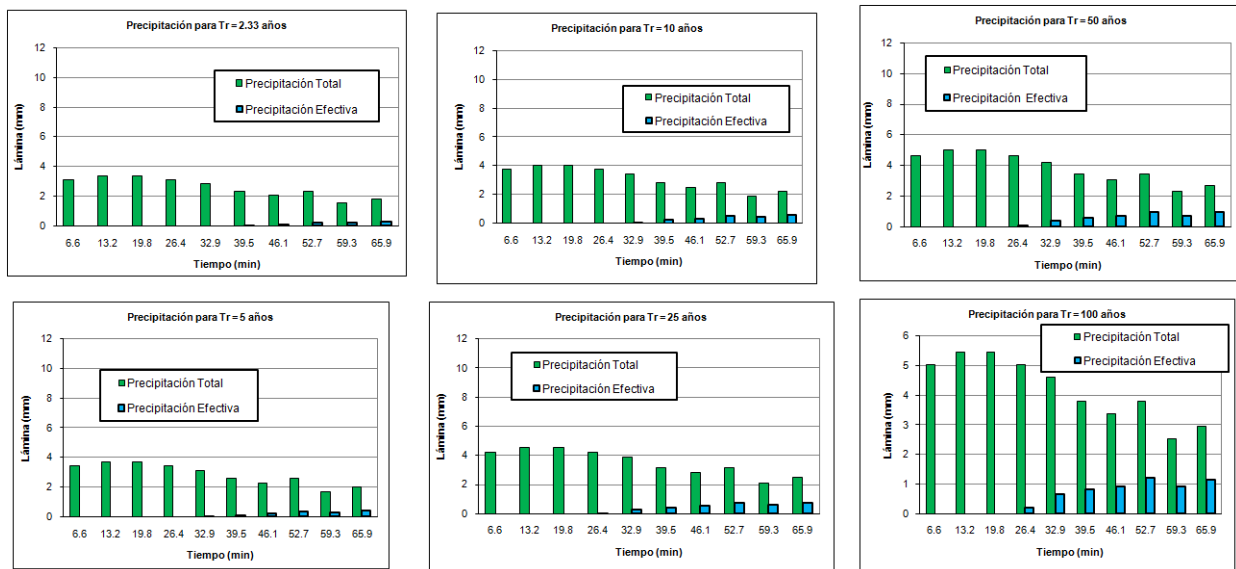 Precipitación para Tr = 2.33 años
12
10
8
6
4
2
0
Lámina (mm)
Precipitación Total
Precipitación Efectiva
6.6 13.2 19.8 26.4 32.9 39.5 46.1 52.7 59.3 65.9
Tiempo (min)
Precipitación para Tr = 10 años
12
10
8
6
4
2
0
Lámina (mm)
Precipitación Total
Precipitación Efectiva
6.6 13.2 19.8 26.4 32.9 39.5 46.1 52.7 59.3 65.9
Tiempo (min)
Precipitación para Tr = 50 años
12
10
8
6
4
2
0
Lámina (mm)
Precipitación Total
Precipitación Efectiva
6.6 13.2 19.8 26.4 32.9 39.5 46.1 52.7 59.3 65.9
Tiempo (min)
Precipitación para Tr = 5 años
12
10
8
6
4
2
0
Lámina (mm)
Precipitación Total
Precipitación Efectiva
6.6 13.2 19.8 26.4 32.9 39.5 46.1 52.7 59.3 65.9
Tiempo (min)
Precipitación para Tr = 25 años
12
10
8
6
4
2
0
Lámina (mm)
Precipitación Total
Precipitación Efectiva
6.6 13.2 19.8 26.4 32.9 39.5 46.1 52.7 59.3 65.9
Tiempo (min)
Precipitación para Tr = 100 años
6
5
4
3
2
1
0
Lámina (mm)
Precipitación Total
Precipitación Efectiva
6.6 13.2 19.8 26.4 32.9 39.5 46.1 52.7 59.3 65.9
Tiempo (min)